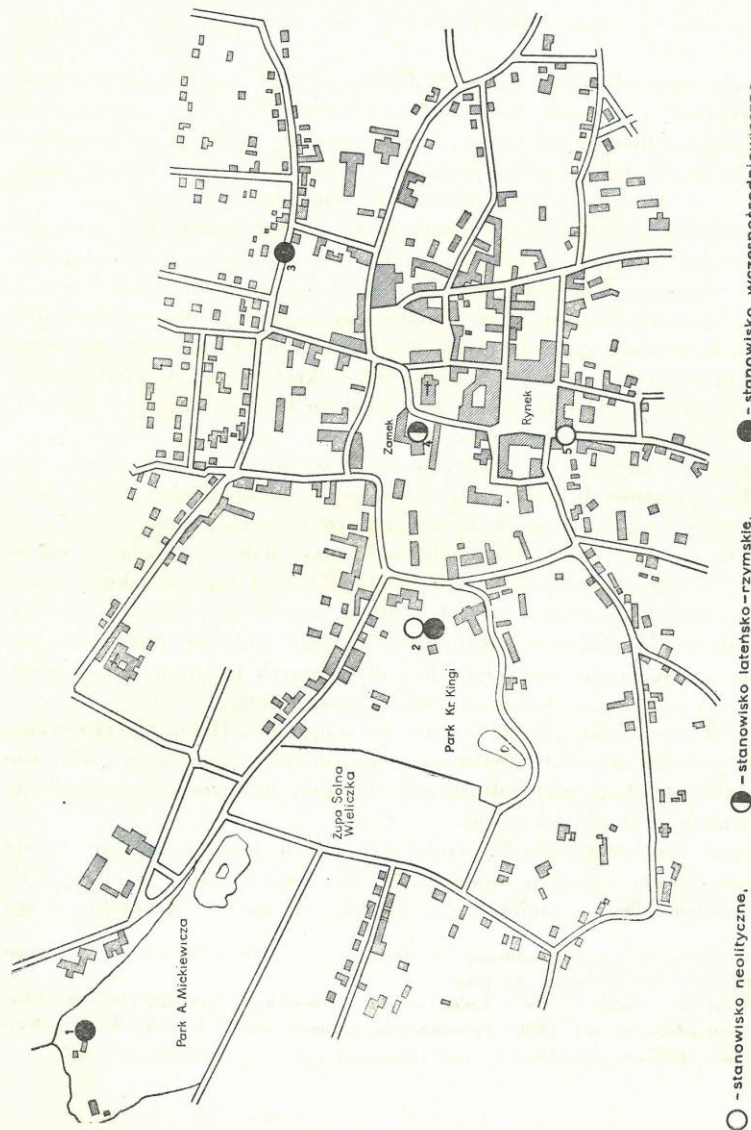 1
Park A. Mickiewicza
Żupa Solna
Wieliczka
Park Kr. Kingi
2
3
Zamek
4
Rynek
5
- stanowisko neolityczne,
- stanowisko lateńsko-rzymskie,
- stanowisko wczesnośredniowieczne